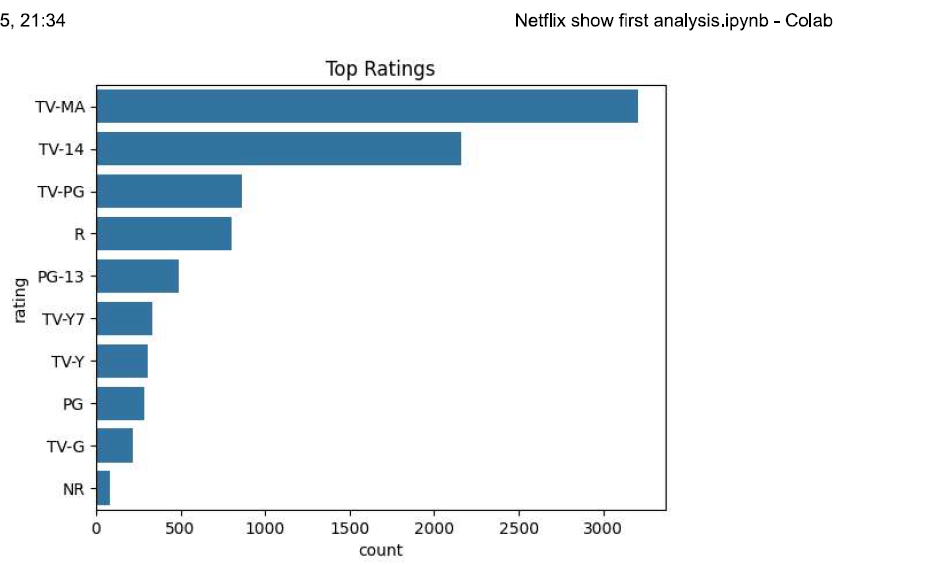 5, 21:34 Netflix show first analysis.ipynb - Colab
Top Ratings
TV-MA
TV-14
TV-PG
R
PG-13
TV-Y7
TV-Y
PG
TV-G
NR
rating
0 500 1000 1500 2000 2500 3000
count